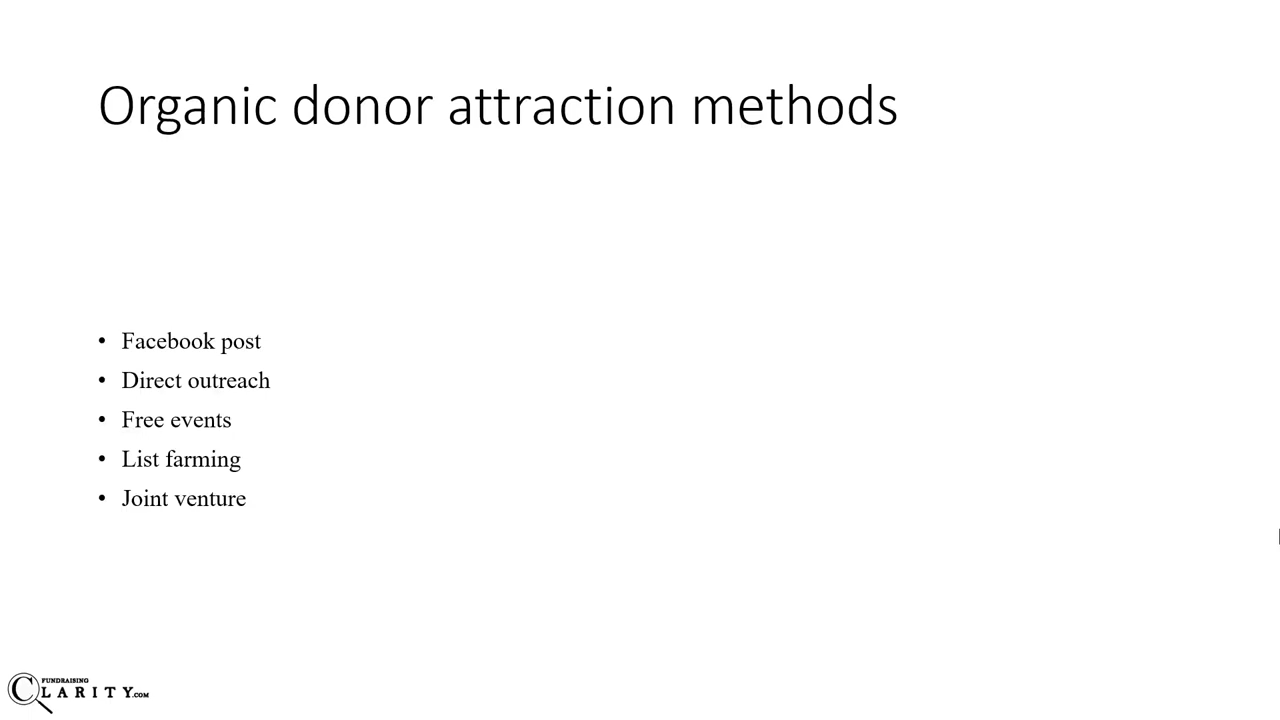 Organic donor attraction methods
• Facebook post
• Direct outreach
• Free events
• List farming
• Joint venture
FUNDRAISING
CLARITY.COM